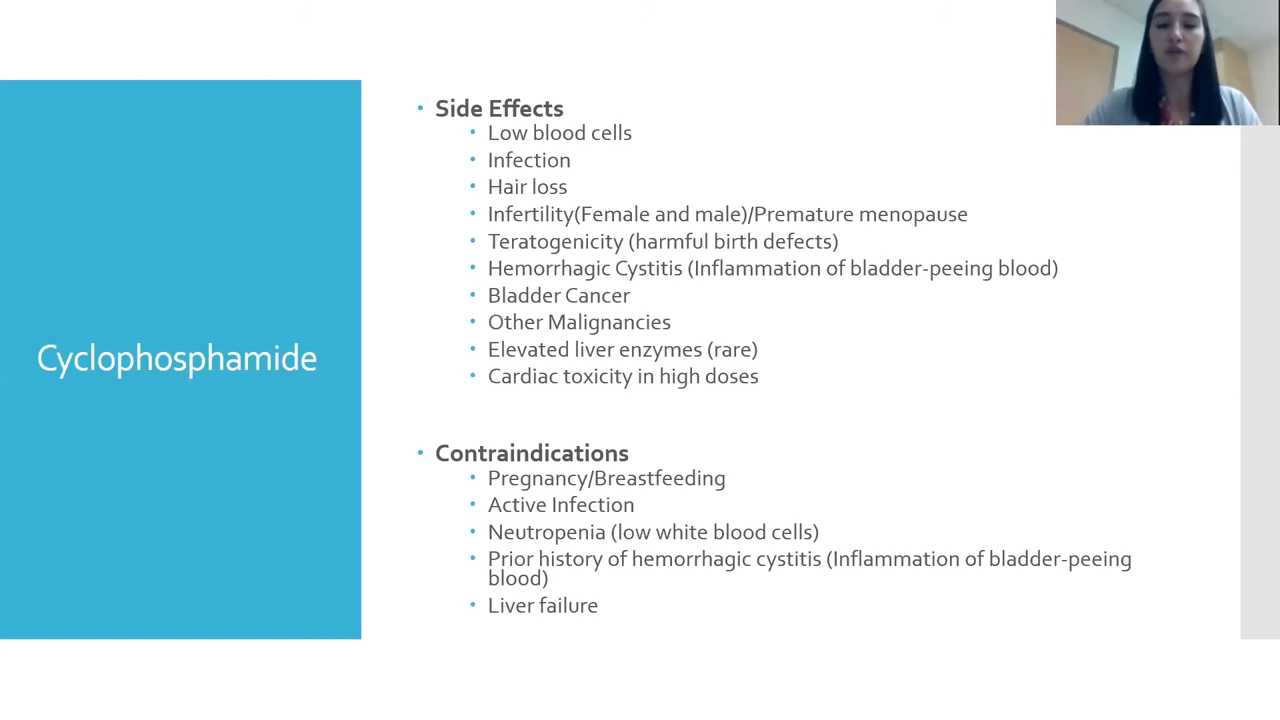 Cyclophosphamide
• Side Effects
• Low blood cells
• Infection
• Hair loss
• Infertility(Female and male)/Premature menopause
• Teratogenicity (harmful birth defects)
• Hemorrhagic Cystitis (Inflammation of bladder-peeing blood)
• Bladder Cancer
• Other Malignancies
• Elevated liver enzymes (rare)
• Cardiac toxicity in high doses
• Contraindications
• Pregnancy/Breastfeeding
• Active Infection
• Neutropenia (low white blood cells)
• Prior history of hemorrhagic cystitis (Inflammation of bladder-peeing
blood)
• Liver failure